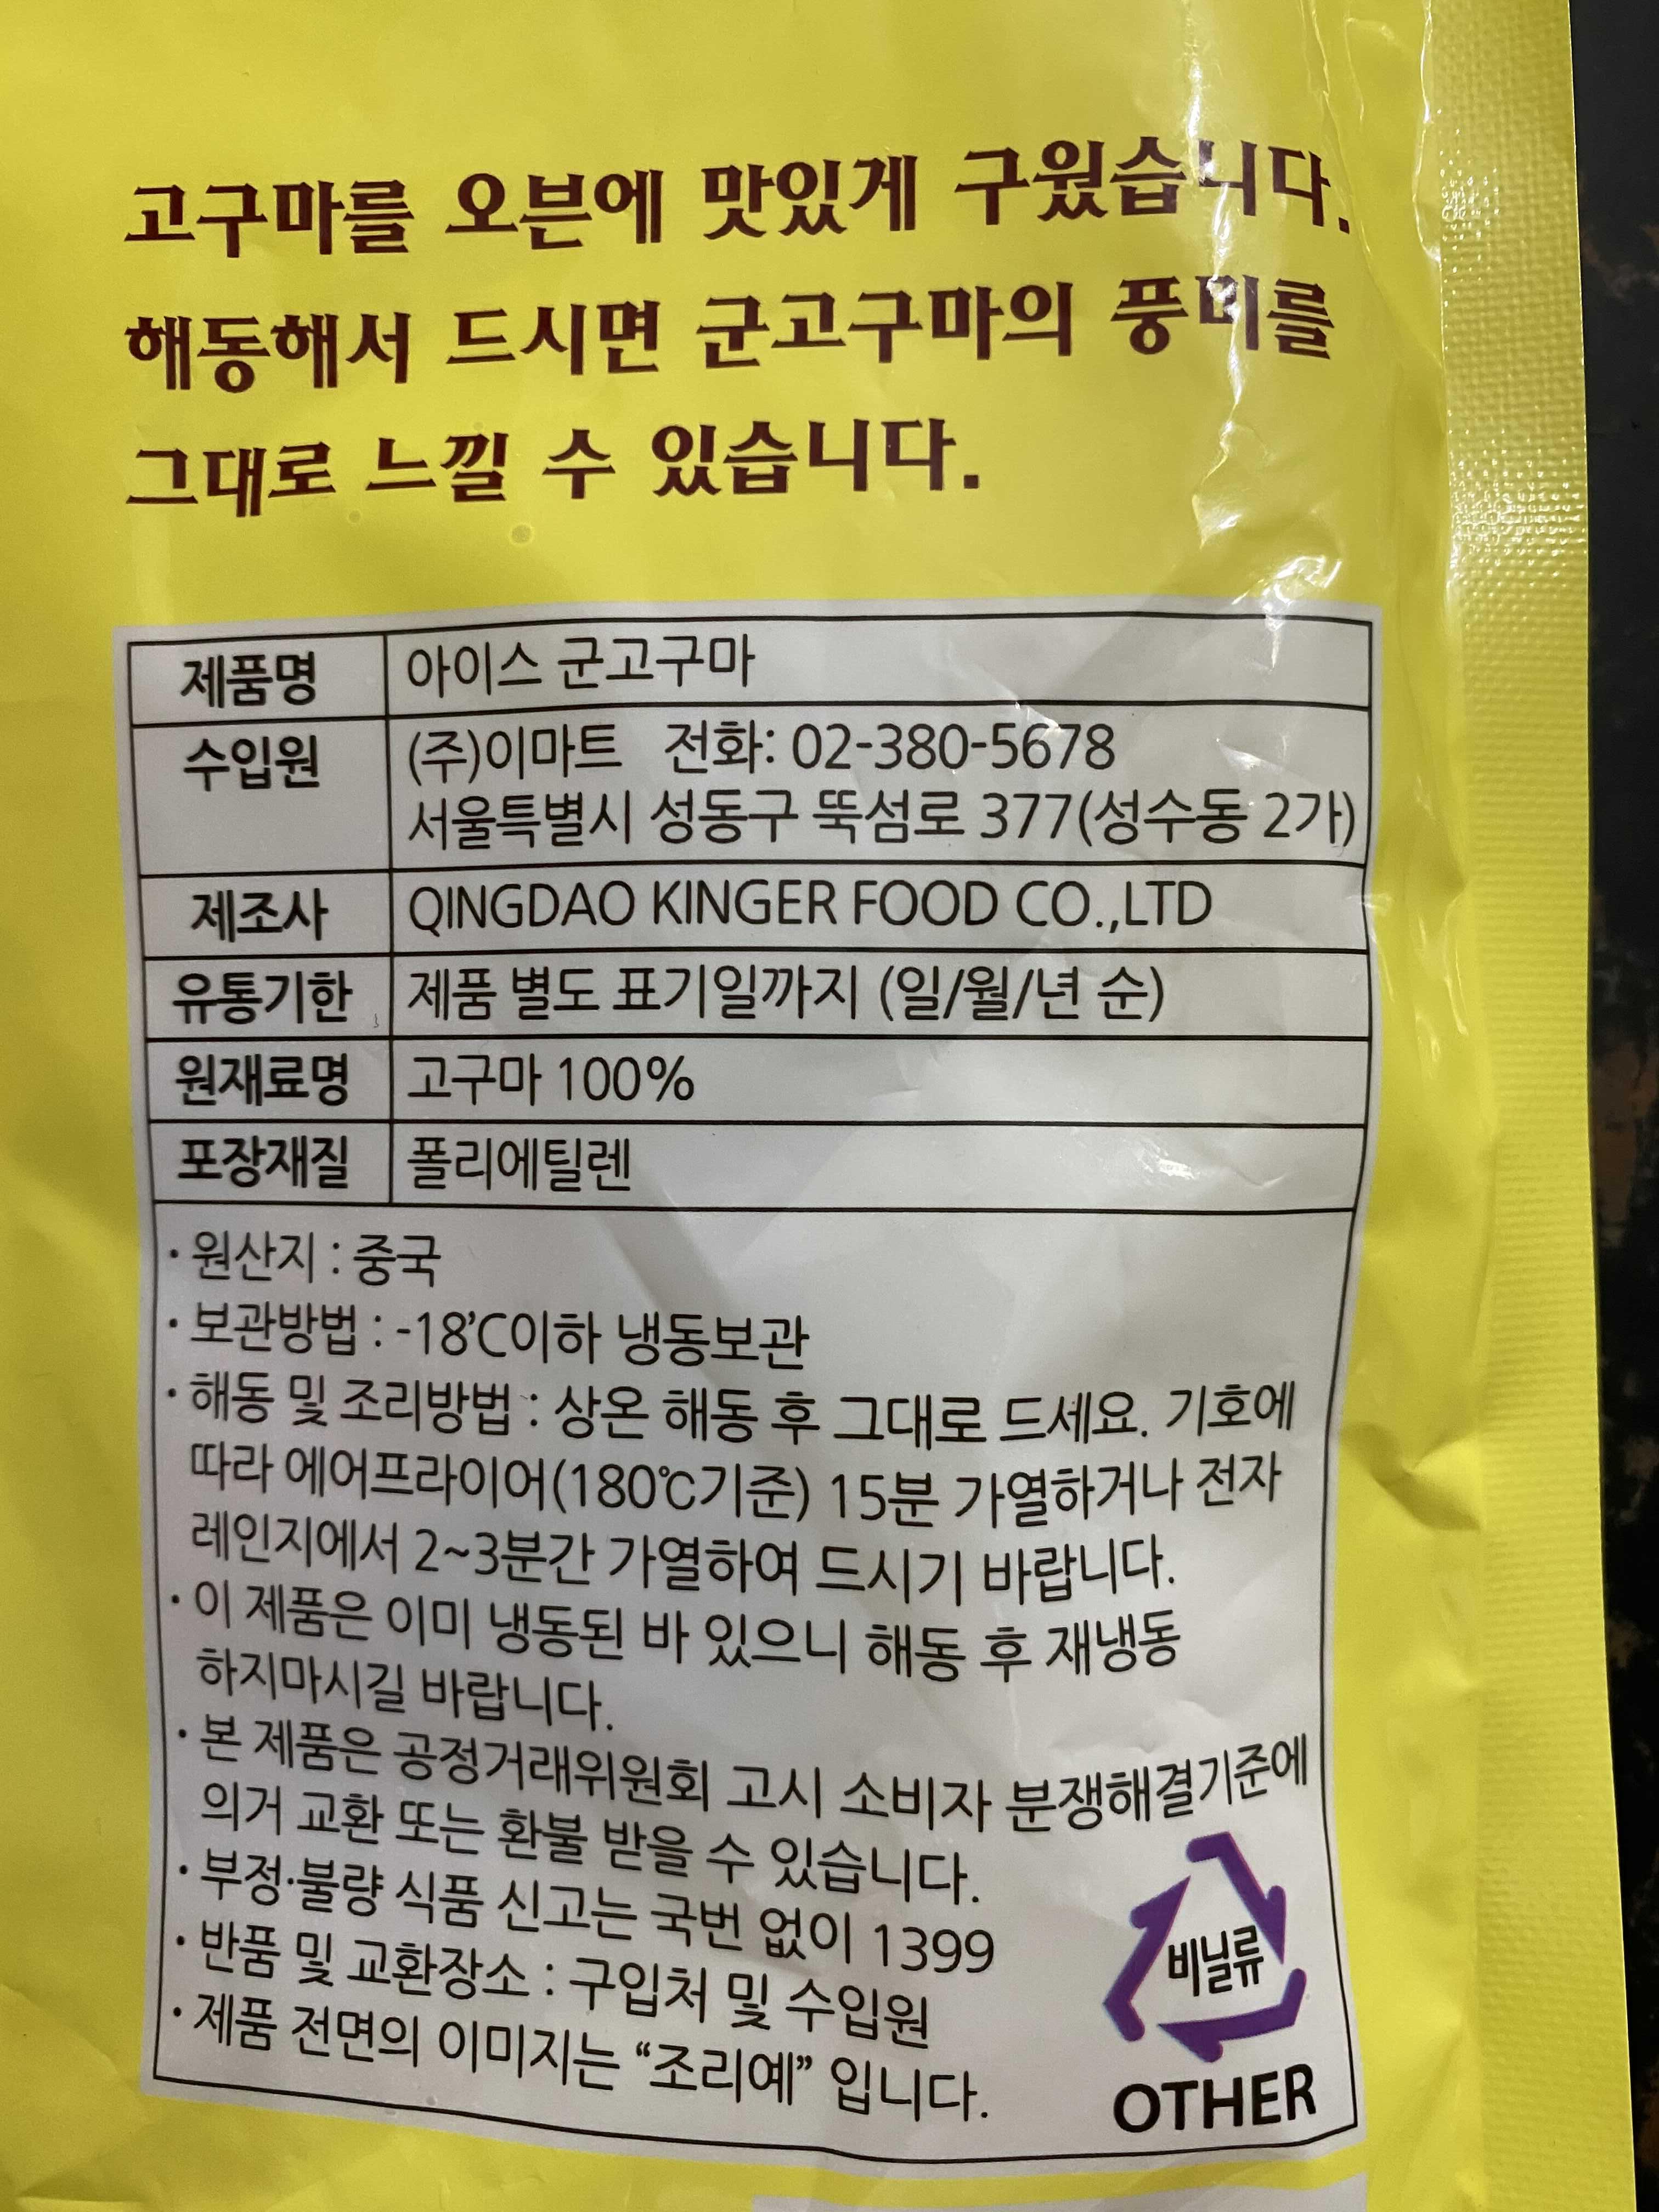 고구마를 오븐에 맛있게 구웠습니다.
해동해서 드시면 군고구마의 풍미를
그대로 느낄 수 있습니다.
제품명 아이스 군고구마
수입원 (주)이마트 전화: 02-380-5678
서울특별시 성동구 뚝섬로 377(성수동 2가)
제조사 QINGDAO KINGER FOOD CO.,LTD
유통기한 제품 별도 표기일까지 (일/월/년 순)
원재료명 고구마 100%
포장재질 폴리에틸렌
· 원산지 : 중국
· 보관방법 : -18℃이하 냉동보관
· 해동 및 조리방법 : 상온 해동 후 그대로 드세요. 기호에
따라 에어프라이어(180℃기준) 15분 가열하거나 전자
레인지에서 2~3분간 가열하여 드시기 바랍니다.
· 이 제품은 이미 냉동된 바 있으니 해동 후 재냉동
하지마시길 바랍니다.
· 본 제품은 공정거래위원회 고시 소비자 분쟁해결기준에
의거 교환 또는 환불 받을 수 있습니다.
· 부정·불량 식품 신고는 국번 없이 1399
· 반품 및 교환장소 : 구입처 및 수입원
· 제품 전면의 이미지는 “조리예” 입니다.
비닐류
OTHER